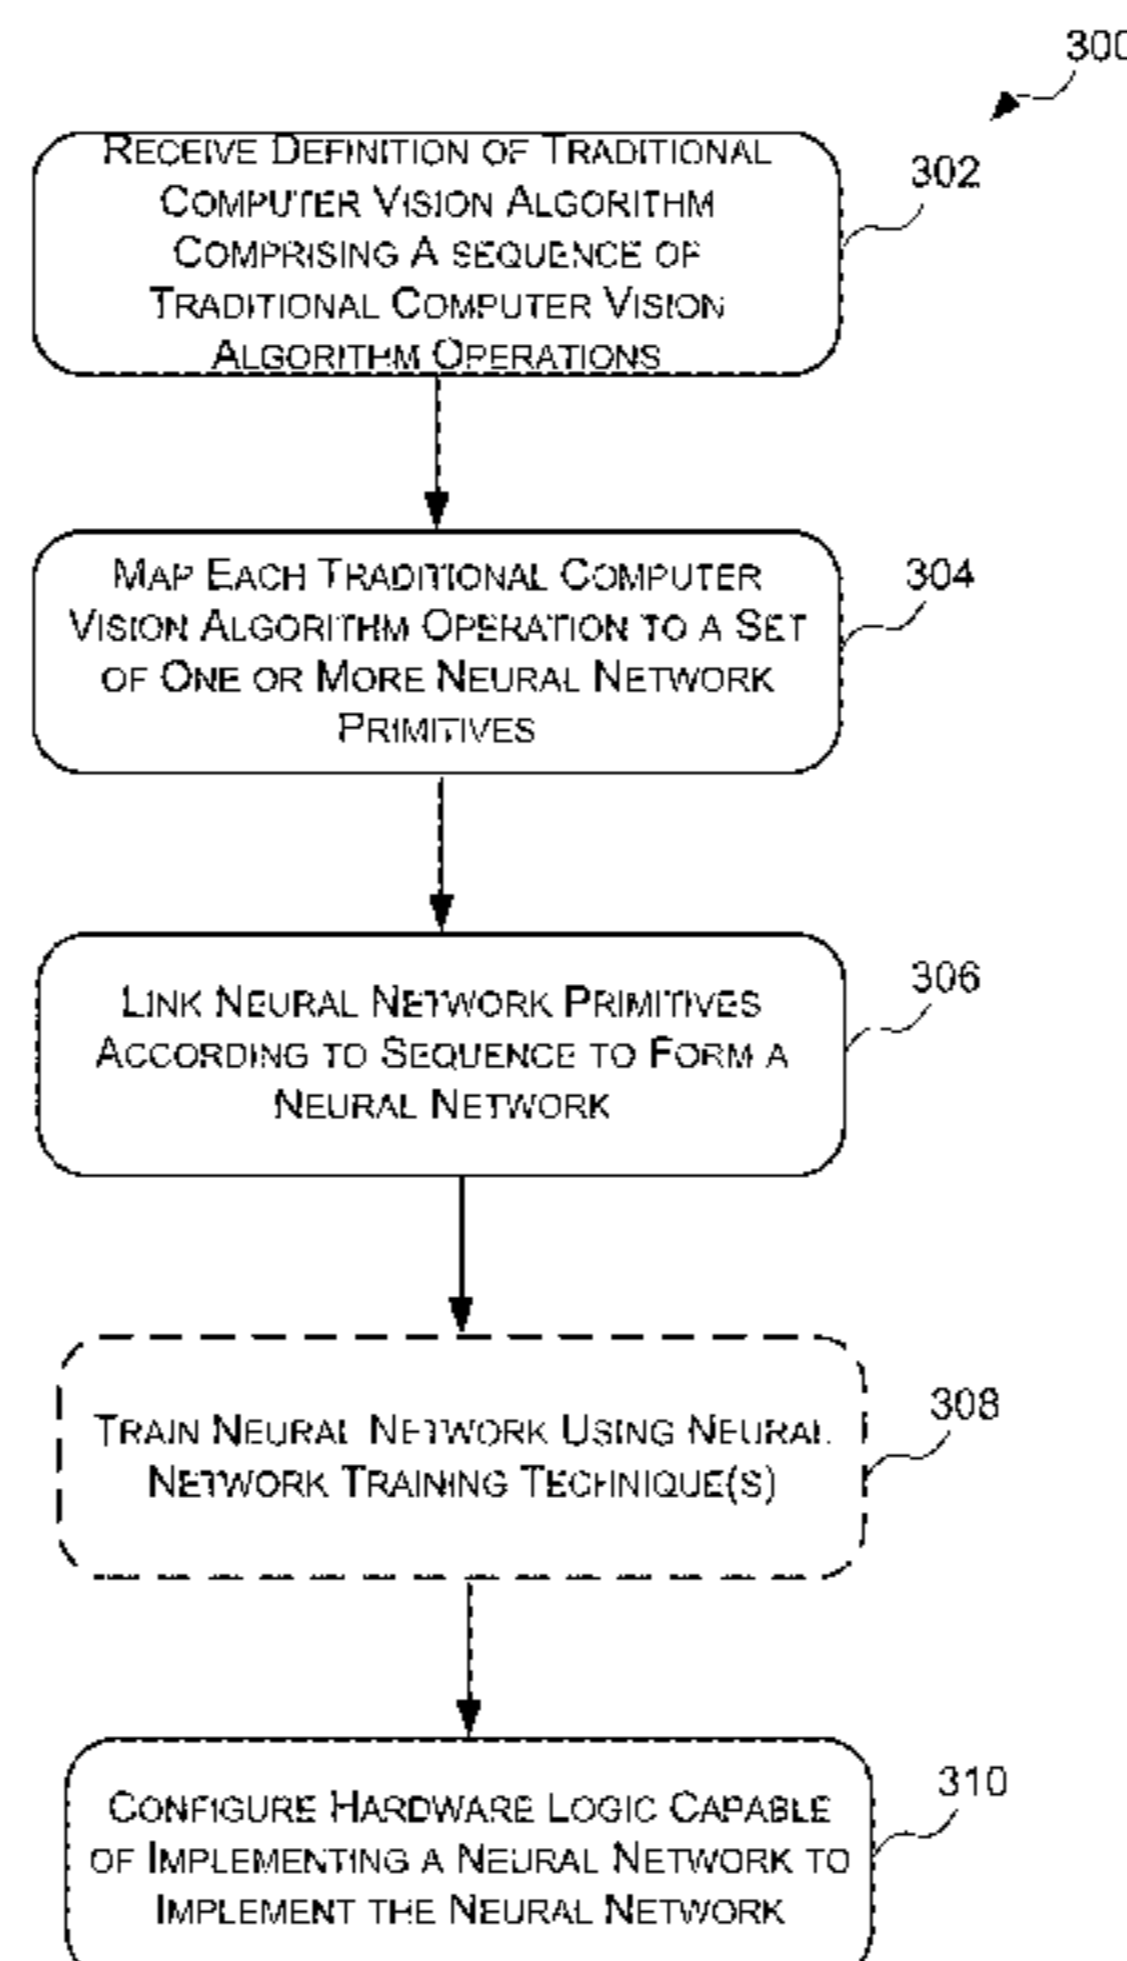 300
302
RECEIVE DEFINITION OF TRADITIONAL
COMPUTER VISION ALGORITHM
COMPRISING A SEQUENCE OF
TRADITIONAL COMPUTER VISION
ALGORITHM OPERATIONS
304
MAP EACH TRADITIONAL COMPUTER
VISION ALGORITHM OPERATION TO A SET
OF ONE OR MORE NEURAL NETWORK
PRIMITIVES
306
LINK NEURAL NETWORK PRIMITIVES
ACCORDING TO SEQUENCE TO FORM A
NEURAL NETWORK
308
TRAIN NEURAL NETWORK USING NEURAL
NETWORK TRAINING TECHNIQUE(S)
310
CONFIGURE HARDWARE LOGIC CAPABLE
OF IMPLEMENTING A NEURAL NETWORK TO
IMPLEMENT THE NEURAL NETWORK